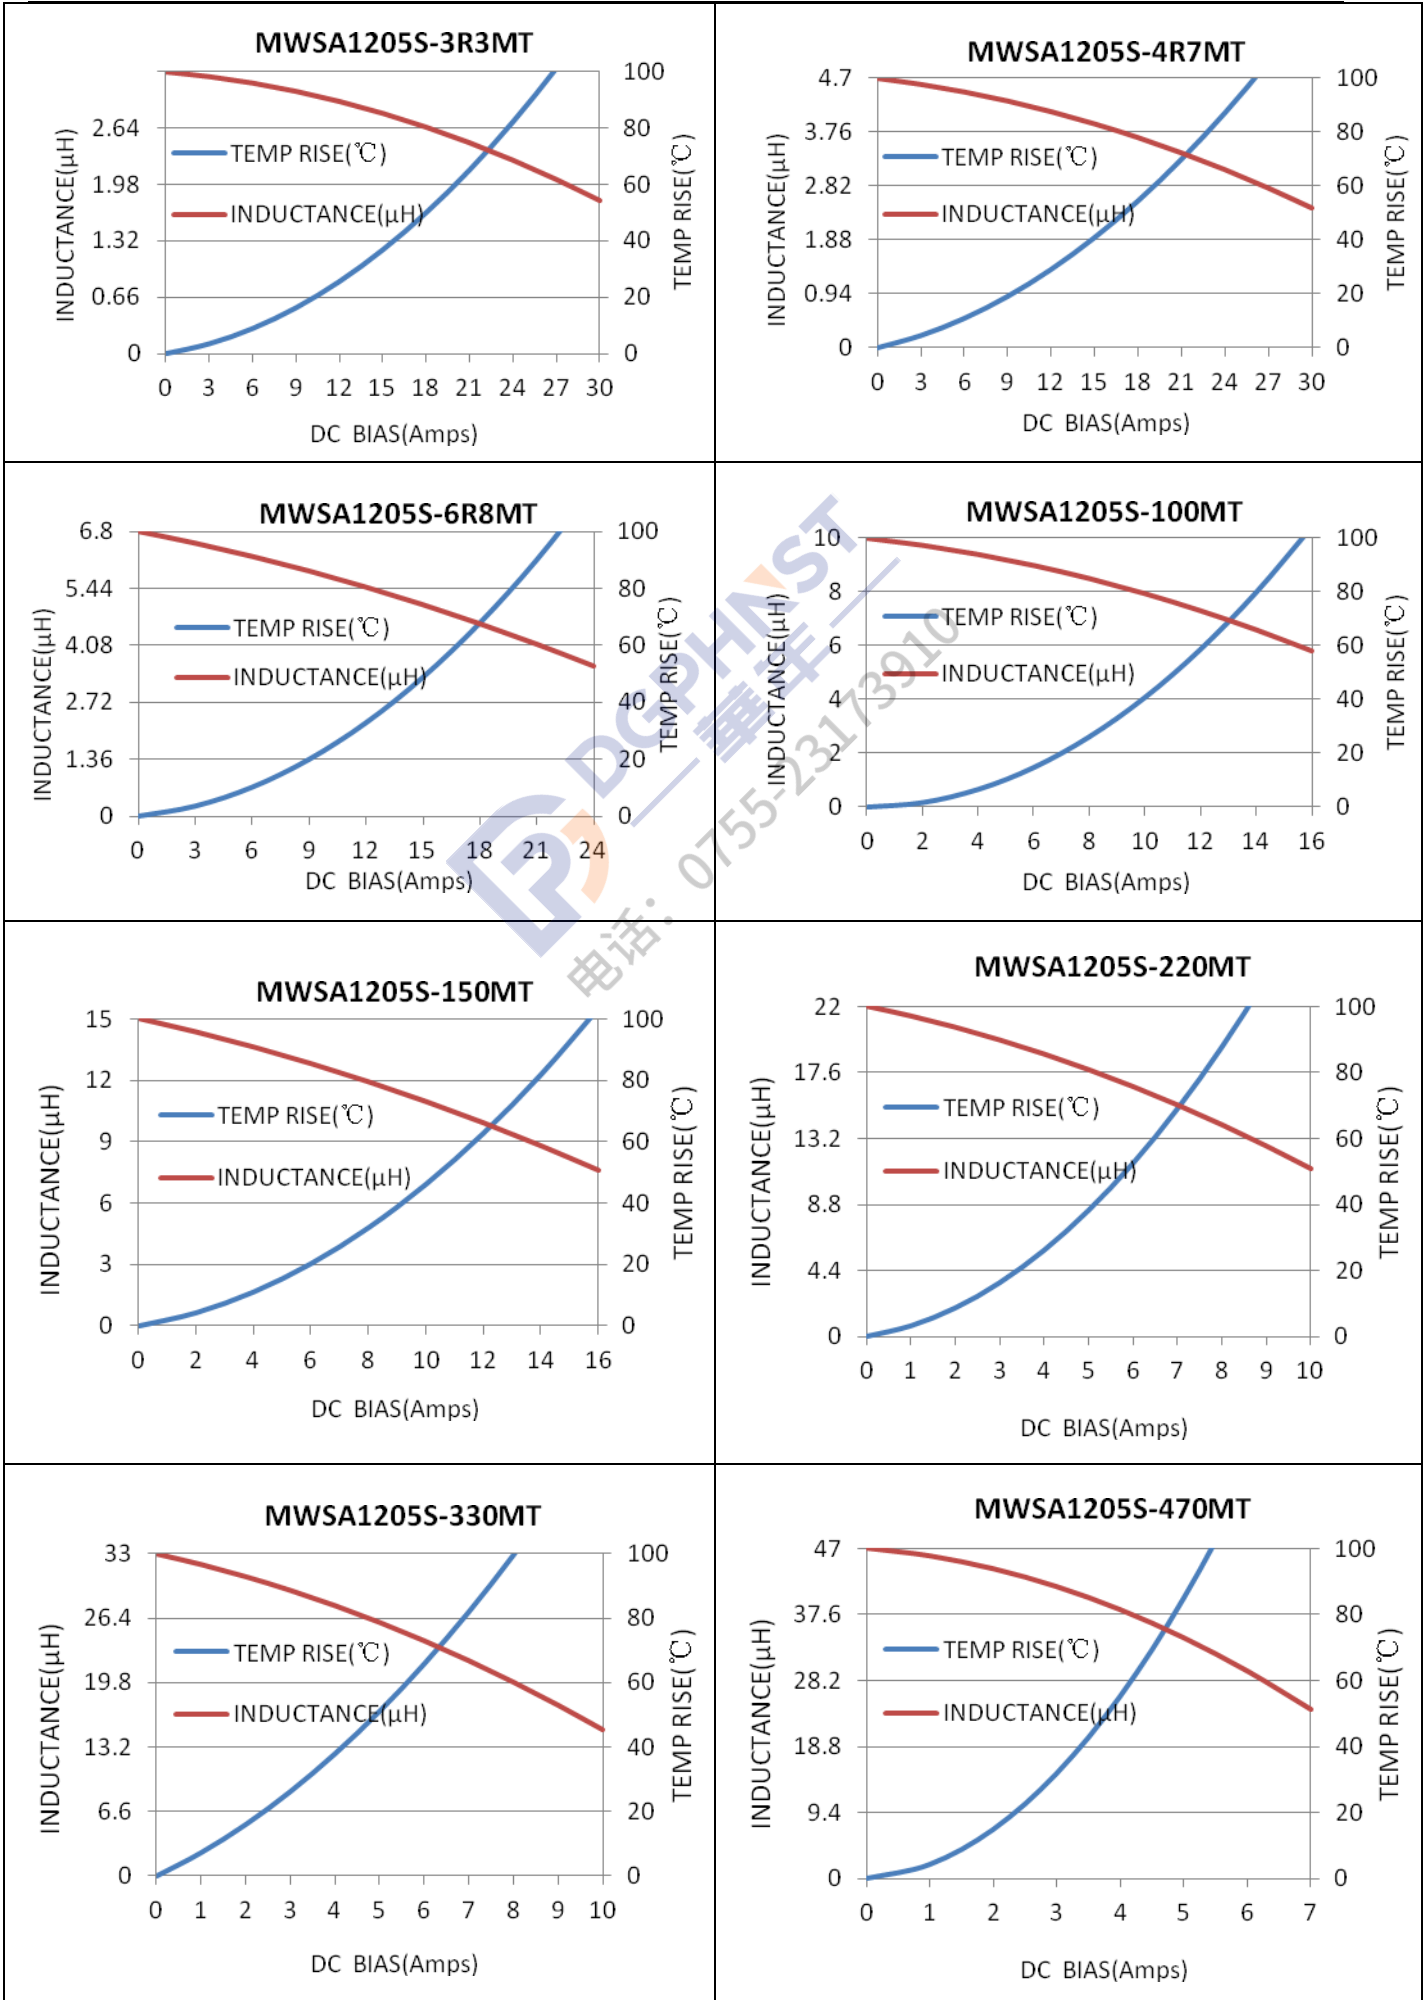 MWSA1205S-3R3MT
100
2.64
80
TEMP RISE(℃)
1.98
60
INDUCTANCE(μH)
1.32
40
0.66
20
0
0
0 3 6 9 12 15 18 21 24 27 30
DC BIAS(Amps)
INDUCTANCE(μH)
TEMP RISE(℃)
MWSA1205S-4R7MT
4.7
100
3.76
80
TEMP RISE(℃)
2.82
60
INDUCTANCE(μH)
1.88
40
0.94
20
0
0
0 3 6 9 12 15 18 21 24 27 30
DC BIAS(Amps)
INDUCTANCE(μH)
TEMP RISE(℃)
MWSA1205S-6R8MT
6.8
100
5.44
80
TEMP RISE(℃)
4.08
60
INDUCTANCE(μH)
2.72
40
1.36
20
0
0
0 3 6 9 12 15 18 21 24
DC BIAS(Amps)
INDUCTANCE(μH)
TEMP RISE(℃)
MWSA1205S-100MT
10
100
8
80
TEMP RISE(℃)
6
60
INDUCTANCE(μH)
4
40
2
20
0
0
0 2 4 6 8 10 12 14 16
DC BIAS(Amps)
INDUCTANCE(μH)
TEMP RISE(℃)
DGPHNST
電话：0755-23173910
MWSA1205S-150MT
15
100
12
80
TEMP RISE(℃)
9
60
INDUCTANCE(μH)
6
40
3
20
0
0
0 2 4 6 8 10 12 14 16
DC BIAS(Amps)
INDUCTANCE(μH)
TEMP RISE(℃)
MWSA1205S-220MT
22
100
17.6
80
TEMP RISE(℃)
13.2
60
INDUCTANCE(μH)
8.8
40
4.4
20
0
0
0 1 2 3 4 5 6 7 8 9 10
DC BIAS(Amps)
INDUCTANCE(μH)
TEMP RISE(℃)
MWSA1205S-330MT
33
100
26.4
80
TEMP RISE(℃)
19.8
60
INDUCTANCE(μH)
13.2
40
6.6
20
0
0
0 1 2 3 4 5 6 7 8 9 10
DC BIAS(Amps)
INDUCTANCE(μH)
TEMP RISE(℃)
MWSA1205S-470MT
47
100
37.6
80
TEMP RISE(℃)
28.2
60
INDUCTANCE(μH)
18.8
40
9.4
20
0
0
0 1 2 3 4 5 6 7
DC BIAS(Amps)
INDUCTANCE(μH)
TEMP RISE(℃)